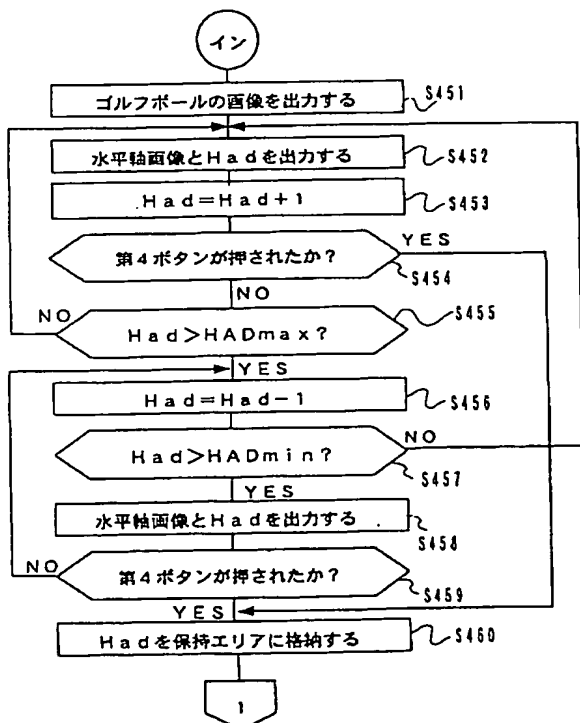 イン
ゴルフボールの画像を出力する S451
水平軸画像とHadを出力する S452
Had=Had+1 S453
第4ボタンが押されたか? YES S454
NO
NO Had>HADmax? S455
YES
Had=Had-1 S456
Had>HADmin? NO S457
YES
水平軸画像とHadを出力する S458
NO 第4ボタンが押されたか? S459
YES
Hadを保持エリアに格納する S460
1